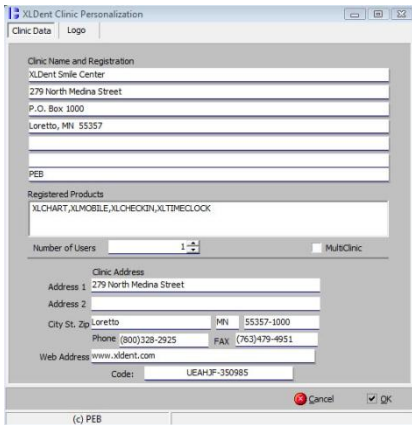 XLDent Clinic Personalization
Clinic Data Logo
Clinic Name and Registration
XLDent Smile Center
279 North Medina Street
P.O. Box 1000
Loretto, MN 55357
PEB
Registered Products
XLCHART,XLMOBILE,XLCHECKIN,XLTIMECLOCK
Number of Users 1 MultiClinic
Clinic Address
Address 1 279 North Medina Street
Address 2
City St. Zip Loretto MN 55357-1000
Phone (800)328-2925 FAX (763)479-4951
Web Address www.xldent.com
Code: UEAHJF-350985
Cancel OK
(c) PEB